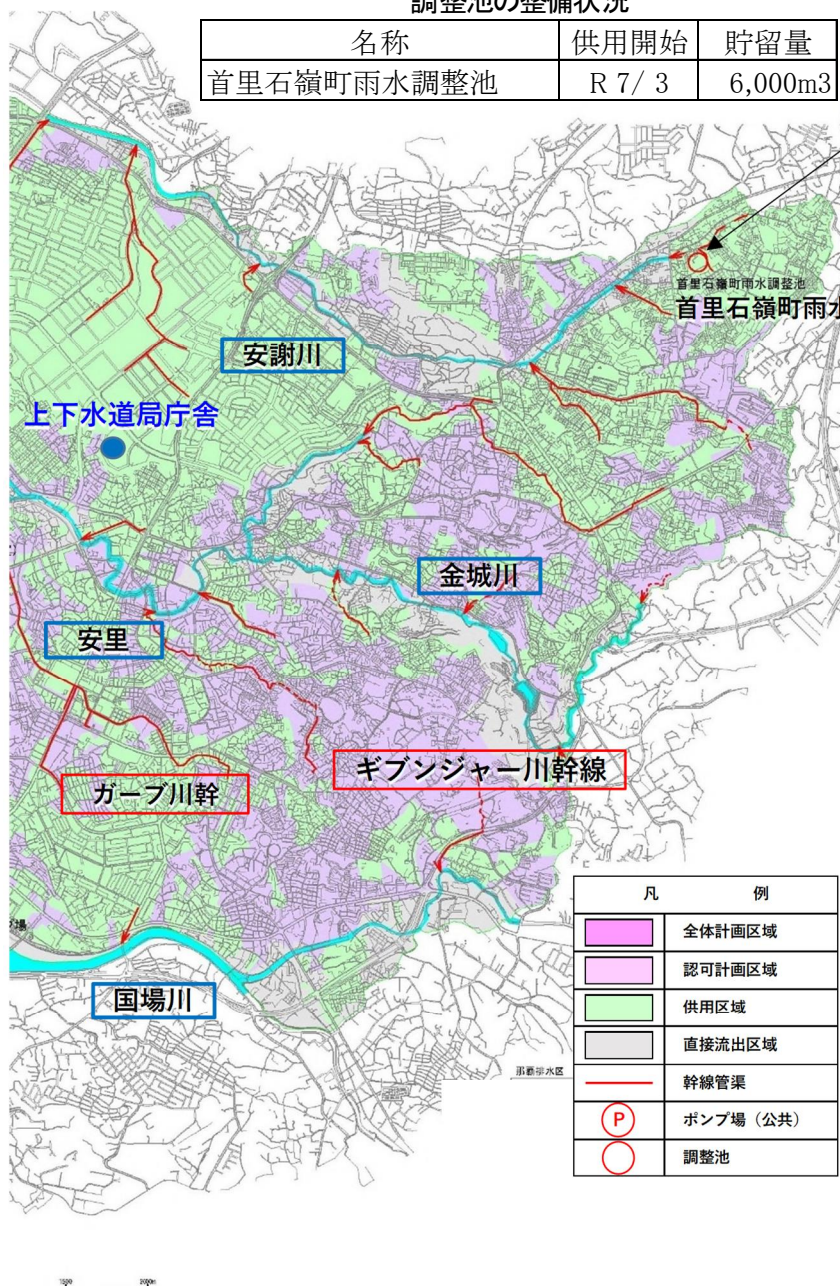 調整池の整備状況
名称 供用開始 貯留量
首里石嶺町雨水調整池 R 7/ 3 6,000m3
首里石嶺町雨水調整池
首里石嶺町雨水
安謝川
上下水道局庁舎
金城川
安里
ギブンジャー川幹線
ガーブ川幹
国場川
那覇排水区
凡 例
全体計画区域
認可計画区域
供用区域
直接流出区域
幹線管渠
P ポンプ場（公共）
調整池
1500 2000m